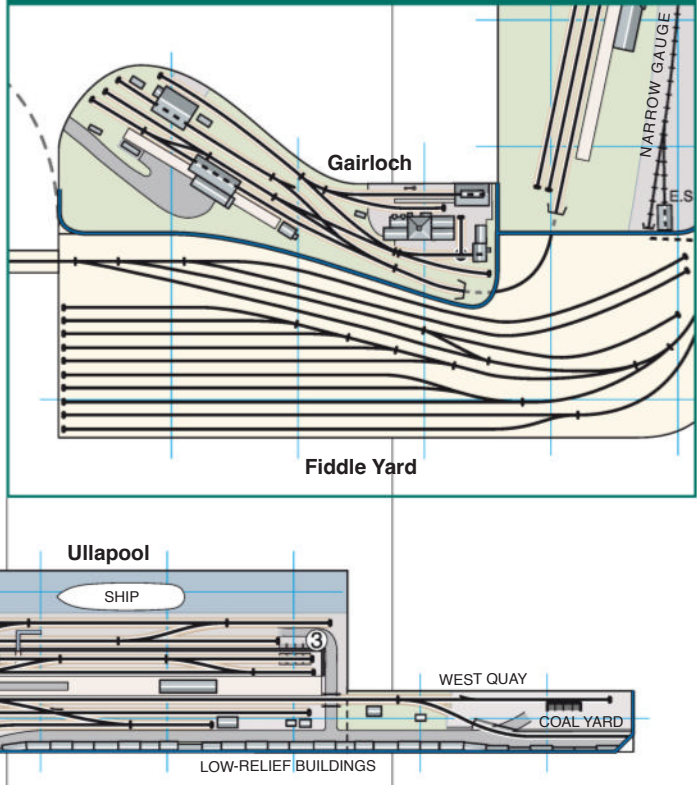 NARROW GAUGE
Gairloch
E.S
Fiddle Yard
Ullapool
SHIP
3
WEST QUAY
COAL YARD
LOW-RELIEF BUILDINGS